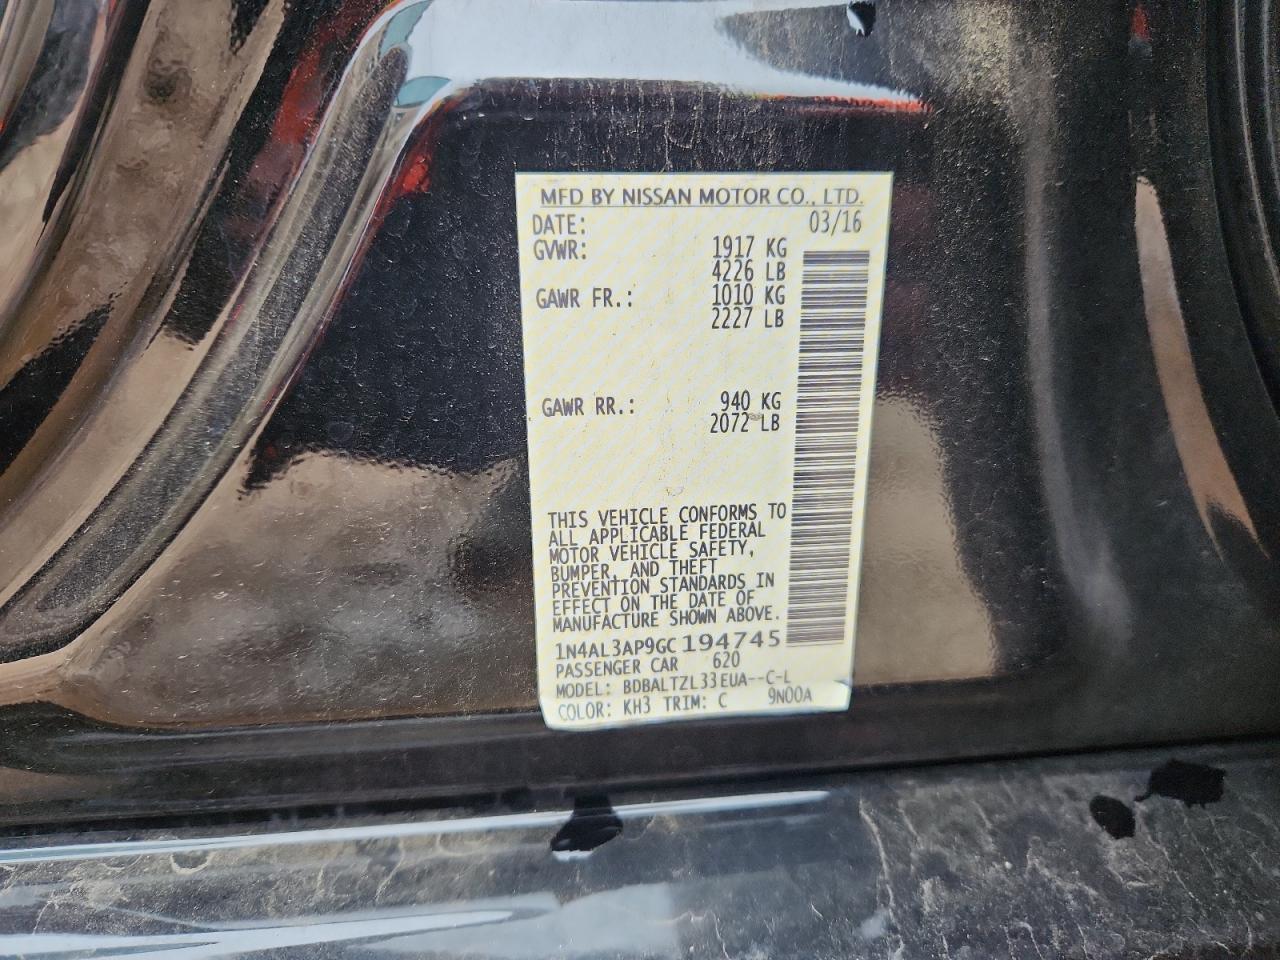 MFD BY NISSAN MOTOR CO., LTD.
DATE: 03/16
GVWR: 1917 KG
4226 LB
GAWR FR.: 1010 KG
2227 LB
GAWR RR.: 940 KG
2072 LB
THIS VEHICLE CONFORMS TO
ALL APPLICABLE FEDERAL
MOTOR VEHICLE SAFETY,
BUMPER, AND THEFT
PREVENTION STANDARDS IN
EFFECT ON THE DATE OF
MANUFACTURE SHOWN ABOVE.
1N4AL3AP9GC194745
PASSENGER CAR 620
MODEL: BDBALTZL33EUA--C-L
COLOR: KH3 TRIM: C 9N00A